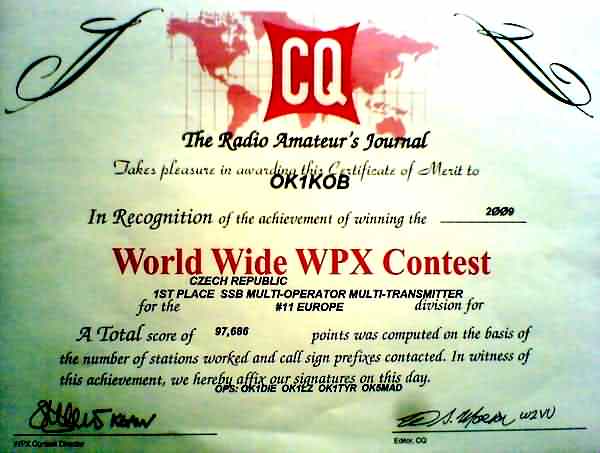 CQ
The Radio Amateur's Journal
Takes pleasure in awarding this Certificate of Merit to
OK1KOB
In Recognition of the achievement of winning the 2009
World Wide WPX Contest
CZECH REPUBLIC
1ST PLACE SSB MULTI-OPERATOR MULTI-TRANSMITTER
for the #11 EUROPE division for
A Total score of 97,686 points was computed on the basis of
the number of stations worked and call sign prefixes contacted. In witness of
this achievement, we hereby affix our signatures on this day.
OPS: OK1DIE OK1EZ OK1TYR OK5MAD
K5ZD
W2VU
WPX Contest Director
Editor, CQ